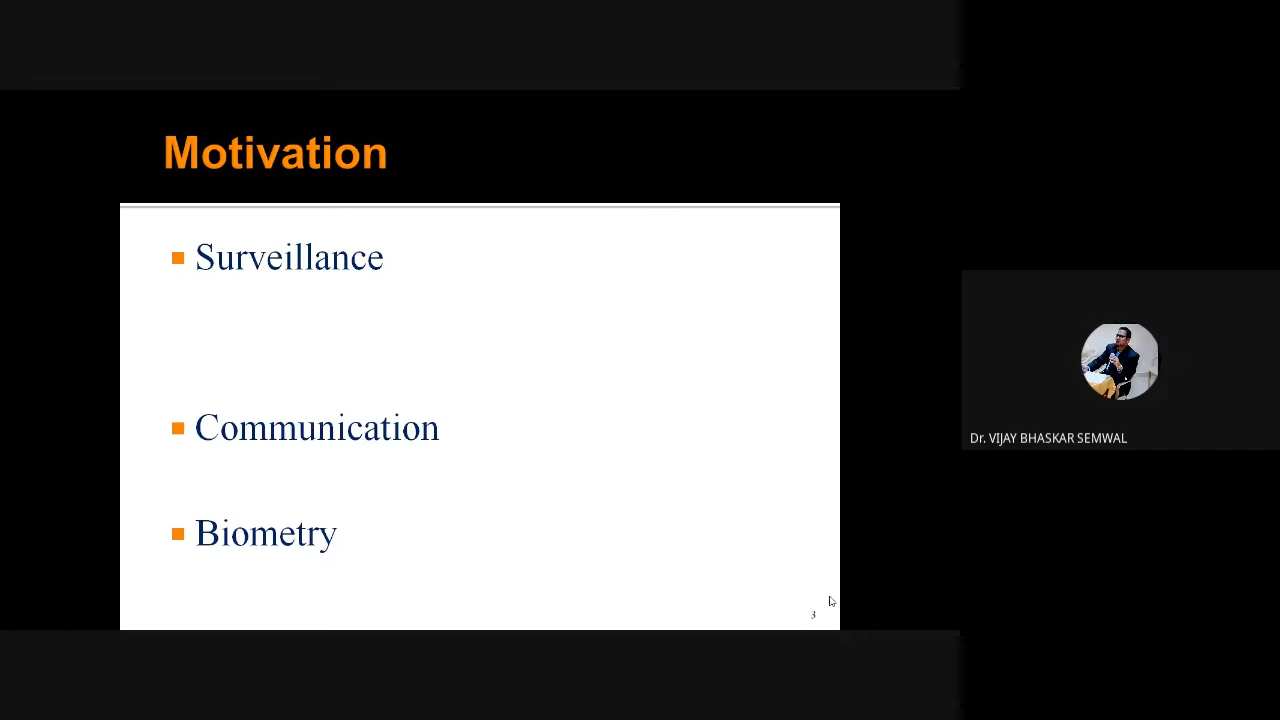 Motivation
Surveillance
Communication
Biometry
3
Dr. VIJAY BHASKAR SEMWAL